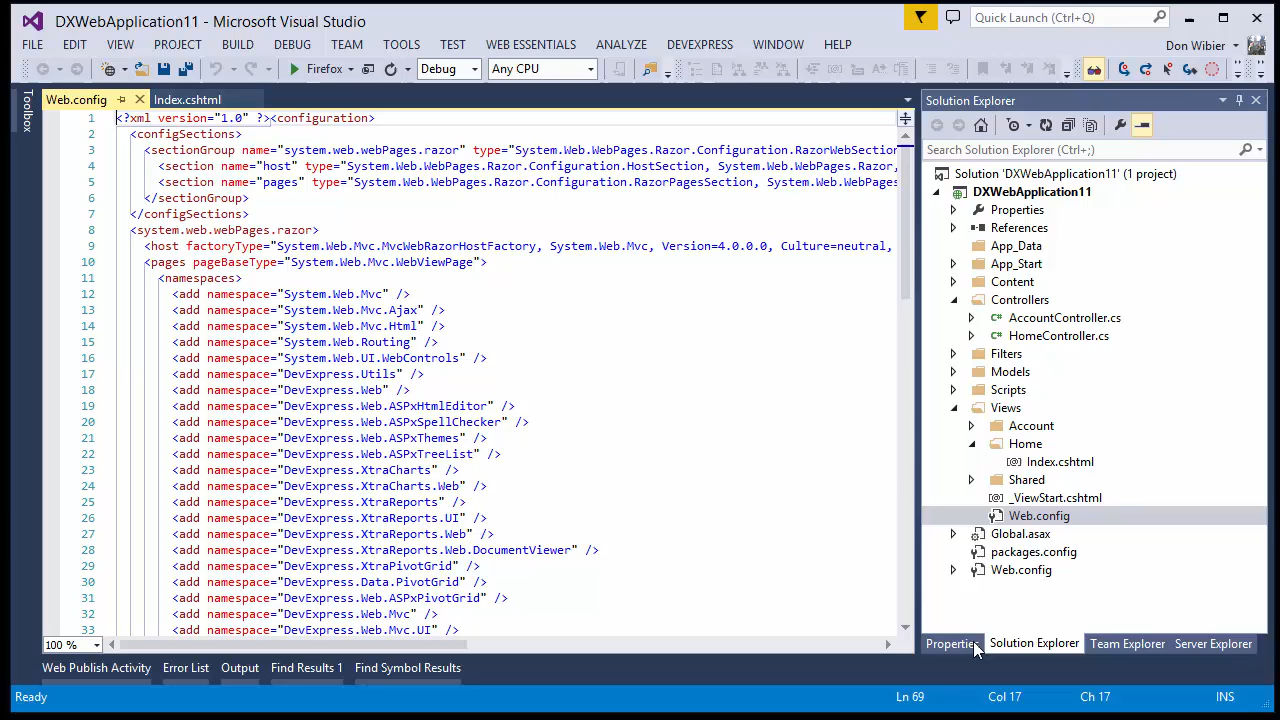 DXWebApplication11 - Microsoft Visual Studio
Quick Launch (Ctrl+Q)
FILE EDIT VIEW PROJECT BUILD DEBUG TEAM TOOLS TEST WEB ESSENTIALS ANALYZE DEVEXPRESS WINDOW HELP
Don Wibier
Firefox Debug Any CPU
Toolbox
Web.config
Index.cshtml
1 <?xml version="1.0" ?><configuration>
2 <configSections>
3 <sectionGroup name="system.web.webPages.razor" type="System.Web.WebPages.Razor.Configuration.RazorWebSection
4 <section name="host" type="System.Web.WebPages.Razor.Configuration.HostSection, System.Web.WebPages.Razor,
5 <section name="pages" type="System.Web.WebPages.Razor.Configuration.RazorPagesSection, System.Web.WebPages
6 </sectionGroup>
7 </configSections>
8 <system.web.webPages.razor>
9 <host factoryType="System.Web.Mvc.MvcWebRazorHostFactory, System.Web.Mvc, Version=4.0.0.0, Culture=neutral,
10 <pages pageBaseType="System.Web.Mvc.WebViewPage">
11 <namespaces>
12 <add namespace="System.Web.Mvc" />
13 <add namespace="System.Web.Mvc.Ajax" />
14 <add namespace="System.Web.Mvc.Html" />
15 <add namespace="System.Web.Routing" />
16 <add namespace="System.Web.UI.WebControls" />
17 <add namespace="DevExpress.Utils" />
18 <add namespace="DevExpress.Web" />
19 <add namespace="DevExpress.Web.ASPxHtmlEditor" />
20 <add namespace="DevExpress.Web.ASPxSpellChecker" />
21 <add namespace="DevExpress.Web.ASPxThemes" />
22 <add namespace="DevExpress.Web.ASPxTreeList" />
23 <add namespace="DevExpress.XtraCharts" />
24 <add namespace="DevExpress.XtraCharts.Web" />
25 <add namespace="DevExpress.XtraReports" />
26 <add namespace="DevExpress.XtraReports.UI" />
27 <add namespace="DevExpress.XtraReports.Web" />
28 <add namespace="DevExpress.XtraReports.Web.DocumentViewer" />
29 <add namespace="DevExpress.XtraPivotGrid" />
30 <add namespace="DevExpress.Data.PivotGrid" />
31 <add namespace="DevExpress.Web.ASPxPivotGrid" />
32 <add namespace="DevExpress.Web.Mvc" />
33 <add namespace="DevExpress.Web.Mvc.UI" />
100 %
Solution Explorer
Search Solution Explorer (Ctrl+;)
Solution 'DXWebApplication11' (1 project)
DXWebApplication11
Properties
References
App_Data
App_Start
Content
Controllers
AccountController.cs
HomeController.cs
Filters
Models
Scripts
Views
Account
Home
Index.cshtml
Shared
_ViewStart.cshtml
Web.config
Global.asax
packages.config
Web.config
Properties Solution Explorer Team Explorer Server Explorer
Web Publish Activity Error List Output Find Results 1 Find Symbol Results
Ready Ln 69 Col 17 Ch 17 INS